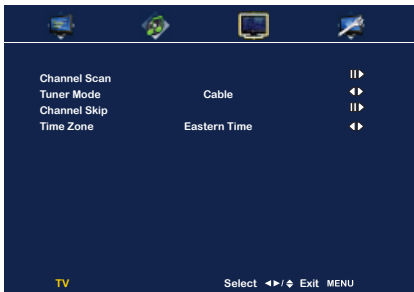 Channel Scan
Tuner Mode Cable
Channel Skip
Time Zone Eastern Time
TV Select ◄►/♦ Exit MENU